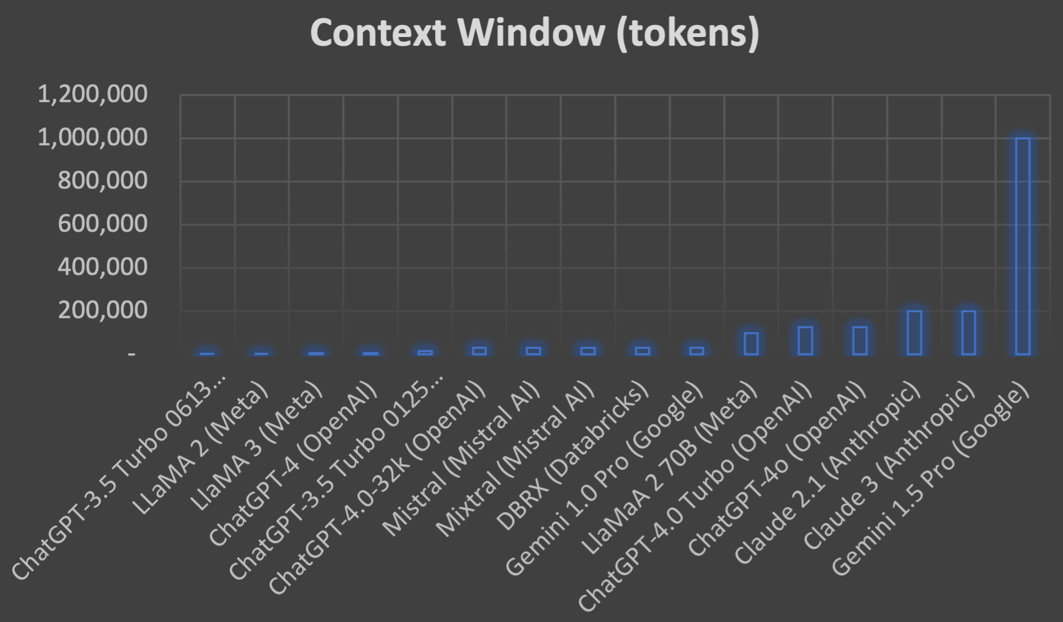 Context Window (tokens)
1,200,000
1,000,000
800,000
600,000
400,000
200,000
-
ChatGPT-3.5 Turbo 0613...
LLaMA 2 (Meta)
LlaMA 3 (Meta)
ChatGPT-4 (OpenAI)
ChatGPT-3.5 Turbo 0125...
ChatGPT-4.0-32k (OpenAI)
Mistral (Mistral AI)
Mixtral (Mistral AI)
DBRX (Databricks)
Gemini 1.0 Pro (Google)
LlaMaA 2 70B (Meta)
ChatGPT-4.0 Turbo (OpenAI)
ChatGPT-4o (OpenAI)
Claude 2.1 (Anthropic)
Claude 3 (Anthropic)
Gemini 1.5 Pro (Google)